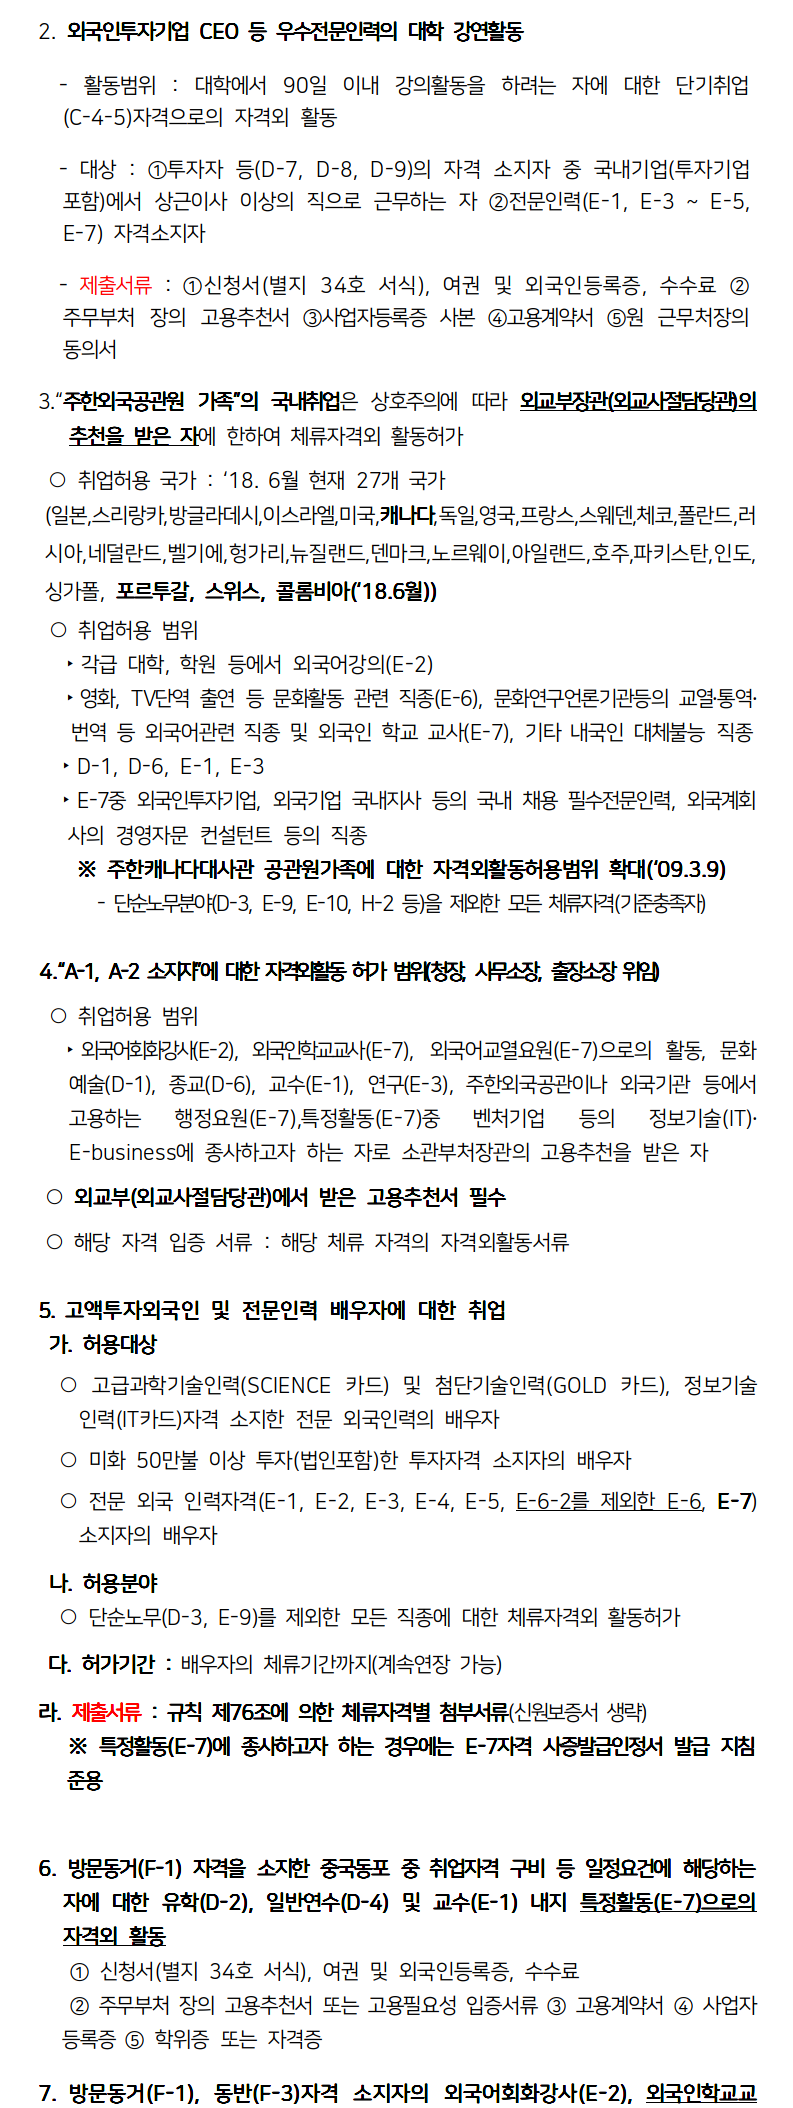 2. 외국인투자기업 CEO 등 우수전문인력의 대학 강연활동
- 활동범위 : 대학에서 90일 이내 강의활동을 하려는 자에 대한 단기취업
(C-4-5)자격으로의 자격외 활동
- 대상 : ①투자자 등(D-7, D-8, D-9)의 자격 소지자 중 국내기업(투자기업
포함)에서 상근이사 이상의 직으로 근무하는 자 ②전문인력(E-1, E-3 ~ E-5,
E-7) 자격소지자
- 제출서류 : ①신청서(별지 34호 서식), 여권 및 외국인등록증, 수수료 ②
주무부처 장의 고용추천서 ③사업자등록증 사본 ④고용계약서 ⑤원 근무처장의
동의서
3.“주한외국공관원 가족”의 국내취업은 상호주의에 따라 외교부장관(외교사절담당관)의
추천을 받은 자에 한하여 체류자격외 활동허가
○ 취업허용 국가 : ‘18. 6월 현재 27개 국가
(일본,스리랑카,방글라데시,이스라엘,미국,캐나다,독일,영국,프랑스,스웨덴,체코,폴란드,러
시아,네덜란드,벨기에,헝가리,뉴질랜드,덴마크,노르웨이,아일랜드,호주,파키스탄,인도,
싱가폴, 포르투갈, 스위스, 콜롬비아(‘18.6월))
○ 취업허용 범위
‣ 각급 대학, 학원 등에서 외국어강의(E-2)
‣ 영화, TV단역 출연 등 문화활동 관련 직종(E-6), 문화연구언론기관등의 교열·통역·
번역 등 외국어관련 직종 및 외국인 학교 교사(E-7), 기타 내국인 대체불능 직종
‣ D-1, D-6, E-1, E-3
‣ E-7중 외국인투자기업, 외국기업 국내지사 등의 국내 채용 필수전문인력, 외국계회
사의 경영자문 컨설턴트 등의 직종
※ 주한캐나다대사관 공관원가족에 대한 자격외활동허용범위 확대(‘09.3.9)
- 단순노무분야(D-3, E-9, E-10, H-2 등)을 제외한 모든 체류자격(기준충족자)
4.“A-1, A-2 소지자”에 대한 자격외활동 허가 범위(청장, 사무소장, 출장소장 위임)
○ 취업허용 범위
‣ 외국어회화강사(E-2), 외국인학교교사(E-7), 외국어교열요원(E-7)으로의 활동, 문화
예술(D-1), 종교(D-6), 교수(E-1), 연구(E-3), 주한외국공관이나 외국기관 등에서
고용하는 행정요원(E-7),특정활동(E-7)중 벤처기업 등의 정보기술(IT)·
E-business에 종사하고자 하는 자로 소관부처장관의 고용추천을 받은 자
○ 외교부(외교사절담당관)에서 받은 고용추천서 필수
○ 해당 자격 입증 서류 : 해당 체류 자격의 자격외활동서류
5. 고액투자외국인 및 전문인력 배우자에 대한 취업
가. 허용대상
○ 고급과학기술인력(SCIENCE 카드) 및 첨단기술인력(GOLD 카드), 정보기술
인력(IT카드)자격 소지한 전문 외국인력의 배우자
○ 미화 50만불 이상 투자(법인포함)한 투자자격 소지자의 배우자
○ 전문 외국 인력자격(E-1, E-2, E-3, E-4, E-5, E-6-2를 제외한 E-6, E-7)
소지자의 배우자
나. 허용분야
○ 단순노무(D-3, E-9)를 제외한 모든 직종에 대한 체류자격외 활동허가
다. 허가기간 : 배우자의 체류기간까지(계속연장 가능)
라. 제출서류 : 규칙 제76조에 의한 체류자격별 첨부서류(신원보증서 생략)
※ 특정활동(E-7)에 종사하고자 하는 경우에는 E-7자격 사증발급인정서 발급 지침
준용
6. 방문동거(F-1) 자격을 소지한 중국동포 중 취업자격 구비 등 일정요건에 해당하는
자에 대한 유학(D-2), 일반연수(D-4) 및 교수(E-1) 내지 특정활동(E-7)으로의
자격외 활동
① 신청서(별지 34호 서식), 여권 및 외국인등록증, 수수료
② 주무부처 장의 고용추천서 또는 고용필요성 입증서류 ③ 고용계약서 ④ 사업자
등록증 ⑤ 학위증 또는 자격증
7. 방문동거(F-1), 동반(F-3)자격 소지자의 외국어회화강사(E-2), 외국인학교교